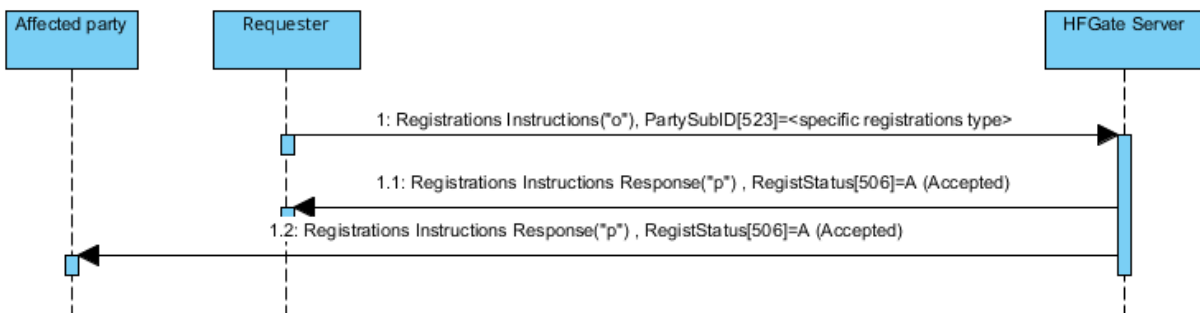 Affected party
Requester
HFGate Server
1: Registrations Instructions("o"), PartySubID[523]=<specific registrations type>
1.1: Registrations Instructions Response("p") , RegistStatus[506]=A (Accepted)
1.2: Registrations Instructions Response("p") , RegistStatus[506]=A (Accepted)